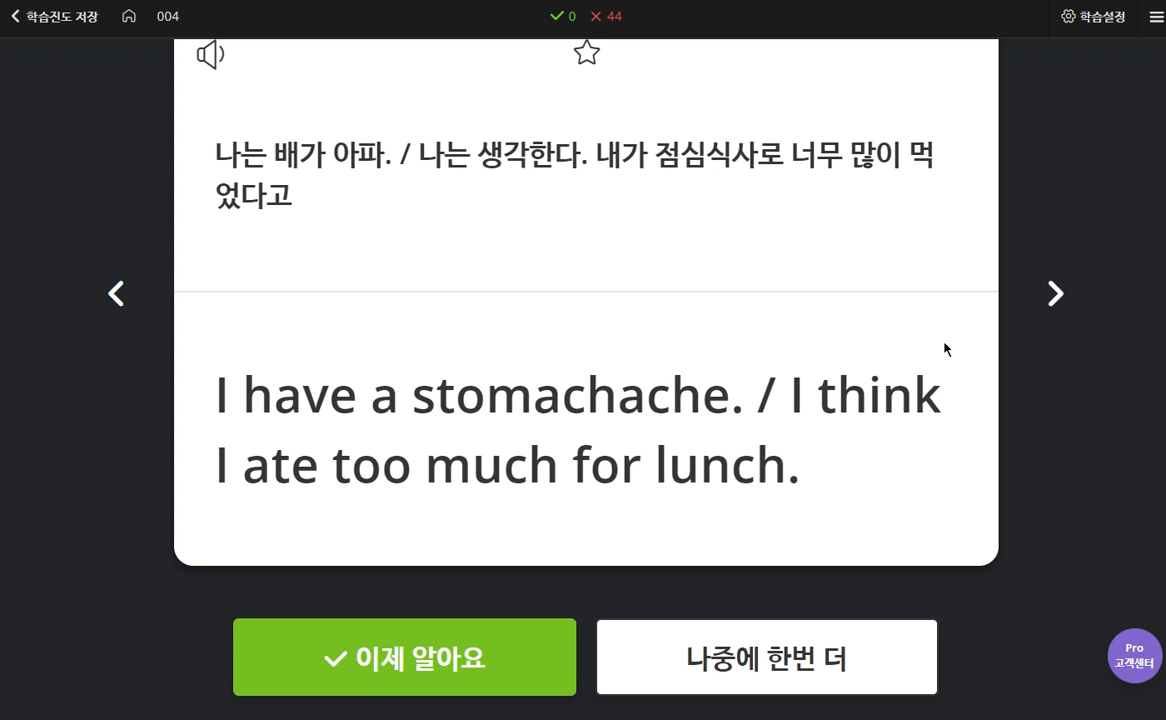 학습진도 저장 004 0 44 학습설정
나는 배가 아파. / 나는 생각한다. 내가 점심식사로 너무 많이 먹
었다고
I have a stomachache. / I think
I ate too much for lunch.
이제 알아요 나중에 한번 더
Pro
고객센터